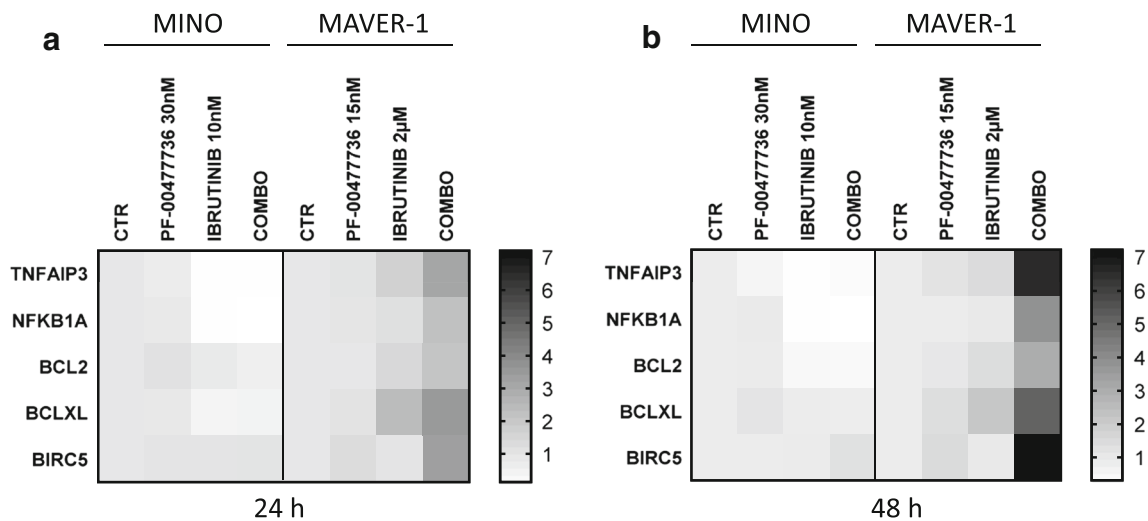 a
MINO
MAVER-1
CTR
PF-00477736 30nM
IBRUTINIB 10nM
COMBO
CTR
PF-00477736 15nM
IBRUTINIB 2µM
COMBO
TNFAIP3
NFKB1A
BCL2
BCLXL
BIRC5
7
6
5
4
3
2
1
24 h
b
MINO
MAVER-1
CTR
PF-00477736 30nM
IBRUTINIB 10nM
COMBO
CTR
PF-00477736 15nM
IBRUTINIB 2µM
COMBO
TNFAIP3
NFKB1A
BCL2
BCLXL
BIRC5
7
6
5
4
3
2
1
48 h